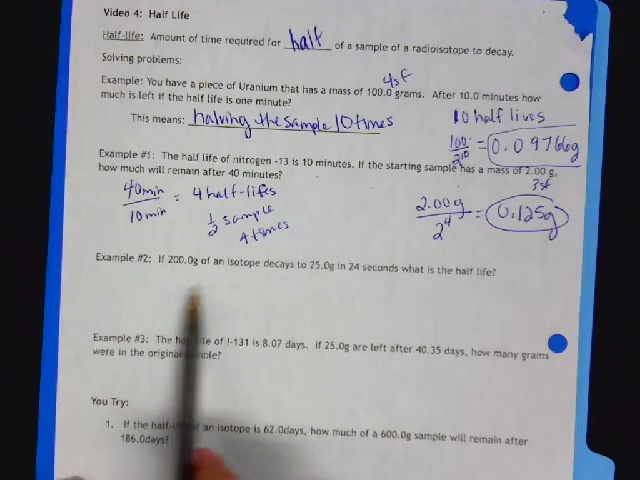 Video 4: Half Life
Half-life: Amount of time required for half of a sample of a radioisotope to decay.
Solving problems:
4sf
Example: You have a piece of Uranium that has a mass of 100.0 grams. After 10.0 minutes how
much is left if the half life is one minute?
10 half lives
This means: halving the sample 10 times
100/2^10 = 0.09766g
Example #1: The half life of nitrogen -13 is 10 minutes. If the starting sample has a mass of 2.00 g,
how much will remain after 40 minutes?
3sf
40min/10min = 4 half-lifes
1/2 sample
4 times
2.00g/2^4 = 0.125g
Example #2: If 200.0g of an isotope decays to 25.0g in 24 seconds what is the half life?
Example #3: The of I-131 is 8.07 days. If 25.0g are left after 40.35 days, how many grams
were in the original
You Try:
1. If the of an isotope is 62.0days, how much of a 600.0g sample will remain after
186.0days?